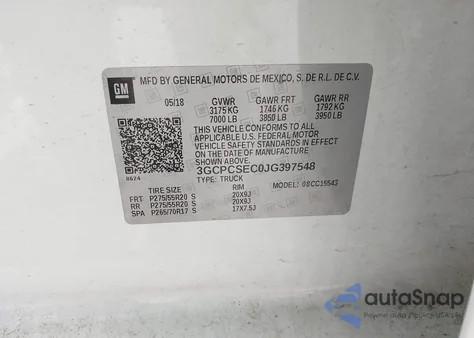 GM
MFD BY GENERAL MOTORS DE MEXICO, S. DE R.L. DE C.V.
05/18 GVWR GAWR FRT GAWR RR
3175 KG 1746 KG 1792 KG
7000 LB 3850 LB 3950 LB
THIS VEHICLE CONFORMS TO ALL
APPLICABLE U.S. FEDERAL MOTOR
VEHICLE SAFETY STANDARDS IN
EFFECT ON THE DATE OF MANUFACTURE
SHOWN ABOVE.
3GCPCSEC0JG397548
8624 TYPE: TRUCK MODEL: 08CC15543
TIRE SIZE RIM
FRT P275/55R20 S 20X9J
RR P275/55R20 S 20X9J
SPA P265/70R17 S 17X7.5J
autoSnap